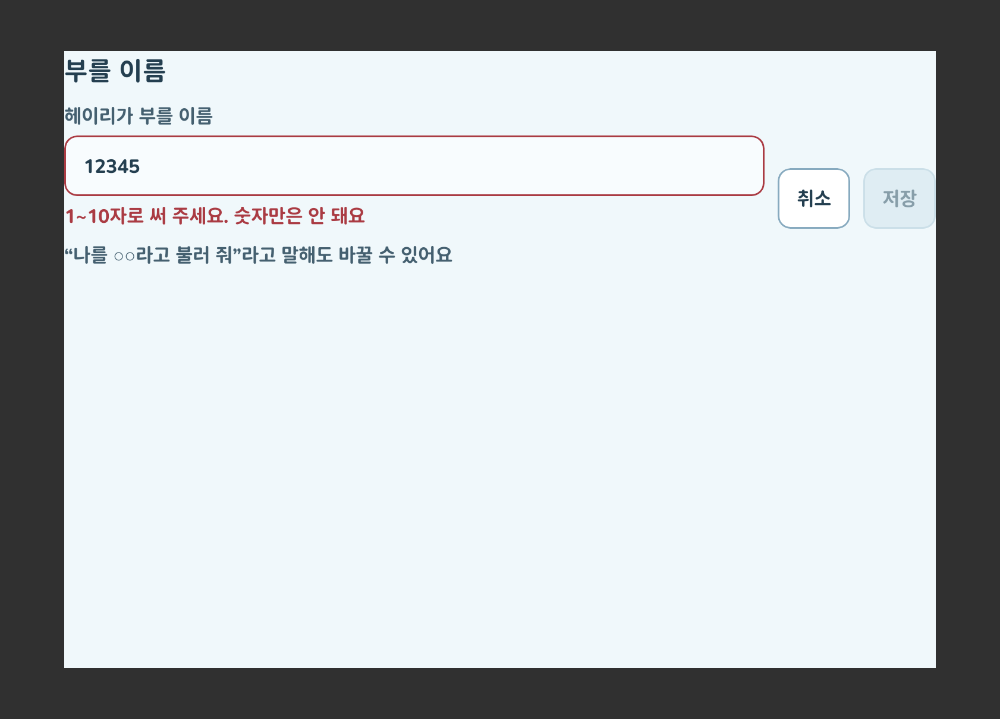 부를 이름
헤이리가 부를 이름
12345
1~10자로 써 주세요. 숫자만은 안 돼요
취소
저장
“나를 ○○라고 불러 줘”라고 말해도 바꿀 수 있어요